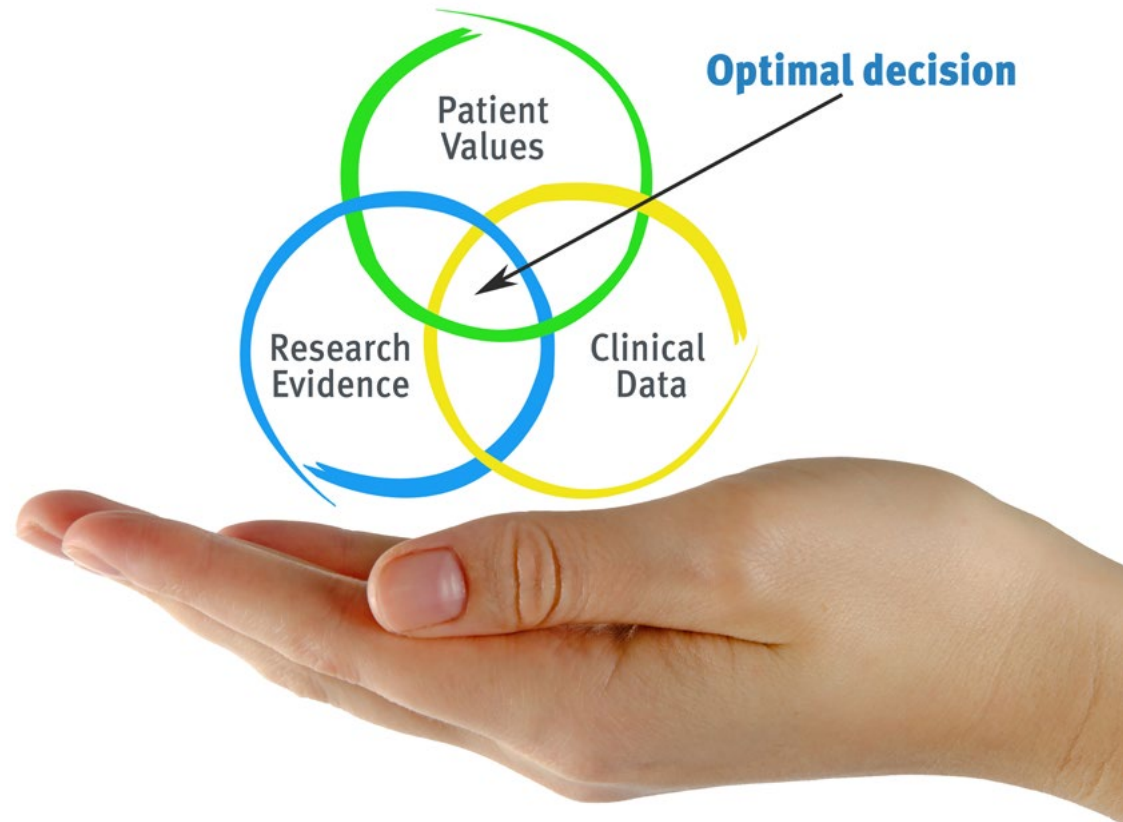 Optimal decision
Patient
Values
Research
Evidence
Clinical
Data